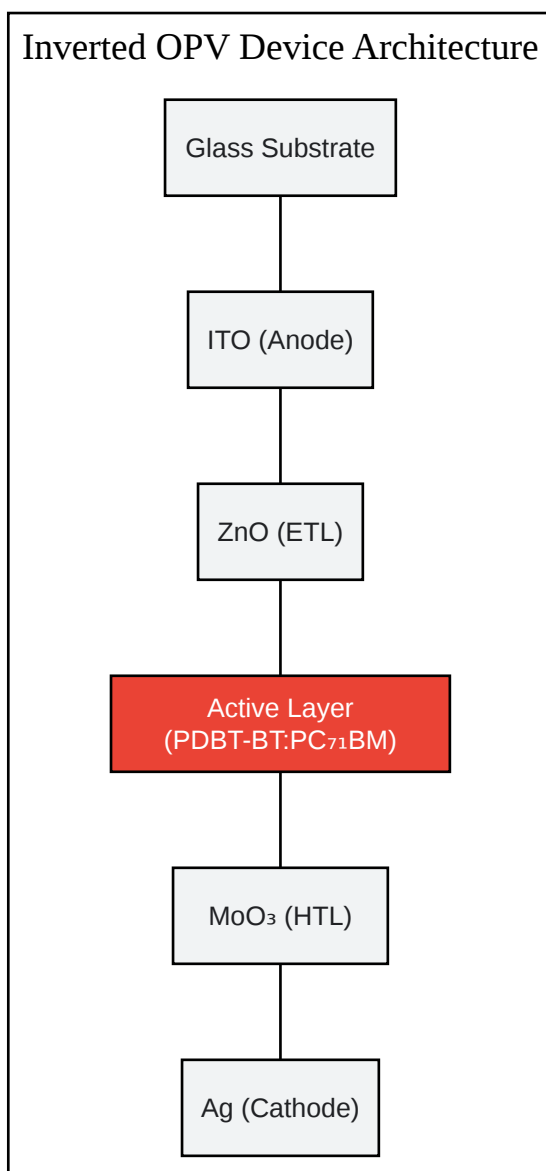 Inverted OPV Device Architecture
Glass Substrate
ITO (Anode)
ZnO (ETL)
Active Layer
(PDBT-BT:PC₇₁BM)
MoO₃ (HTL)
Ag (Cathode)